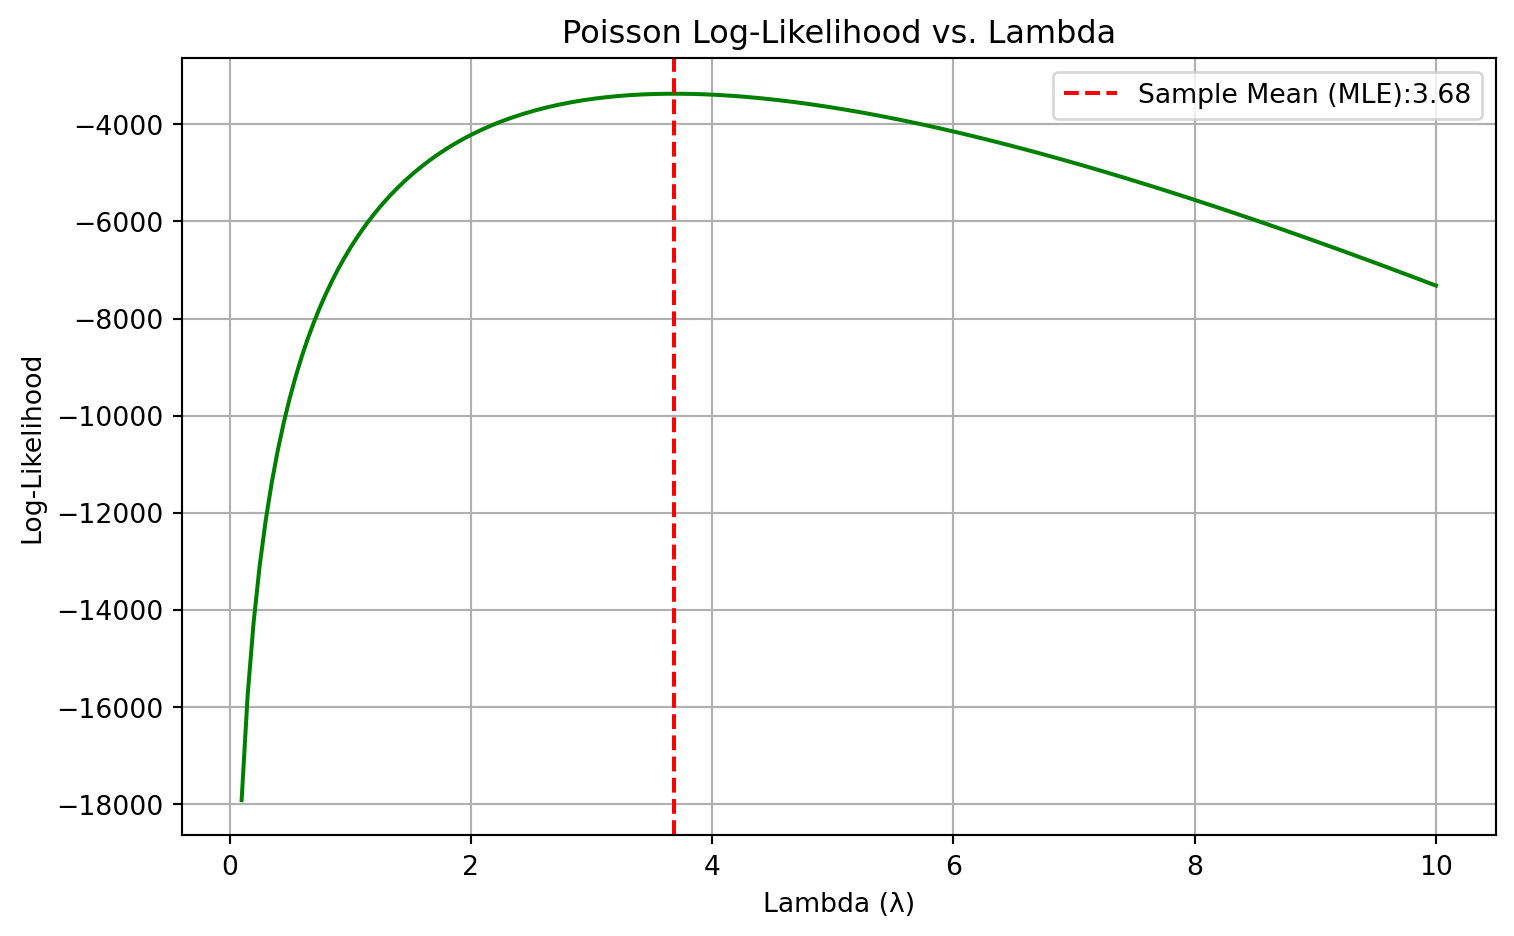 Poisson Log-Likelihood vs. Lambda
Sample Mean (MLE):3.68
Log-Likelihood
−4000
−6000
−8000
−10000
−12000
−14000
−16000
−18000
0 2 4 6 8 10
Lambda (λ)